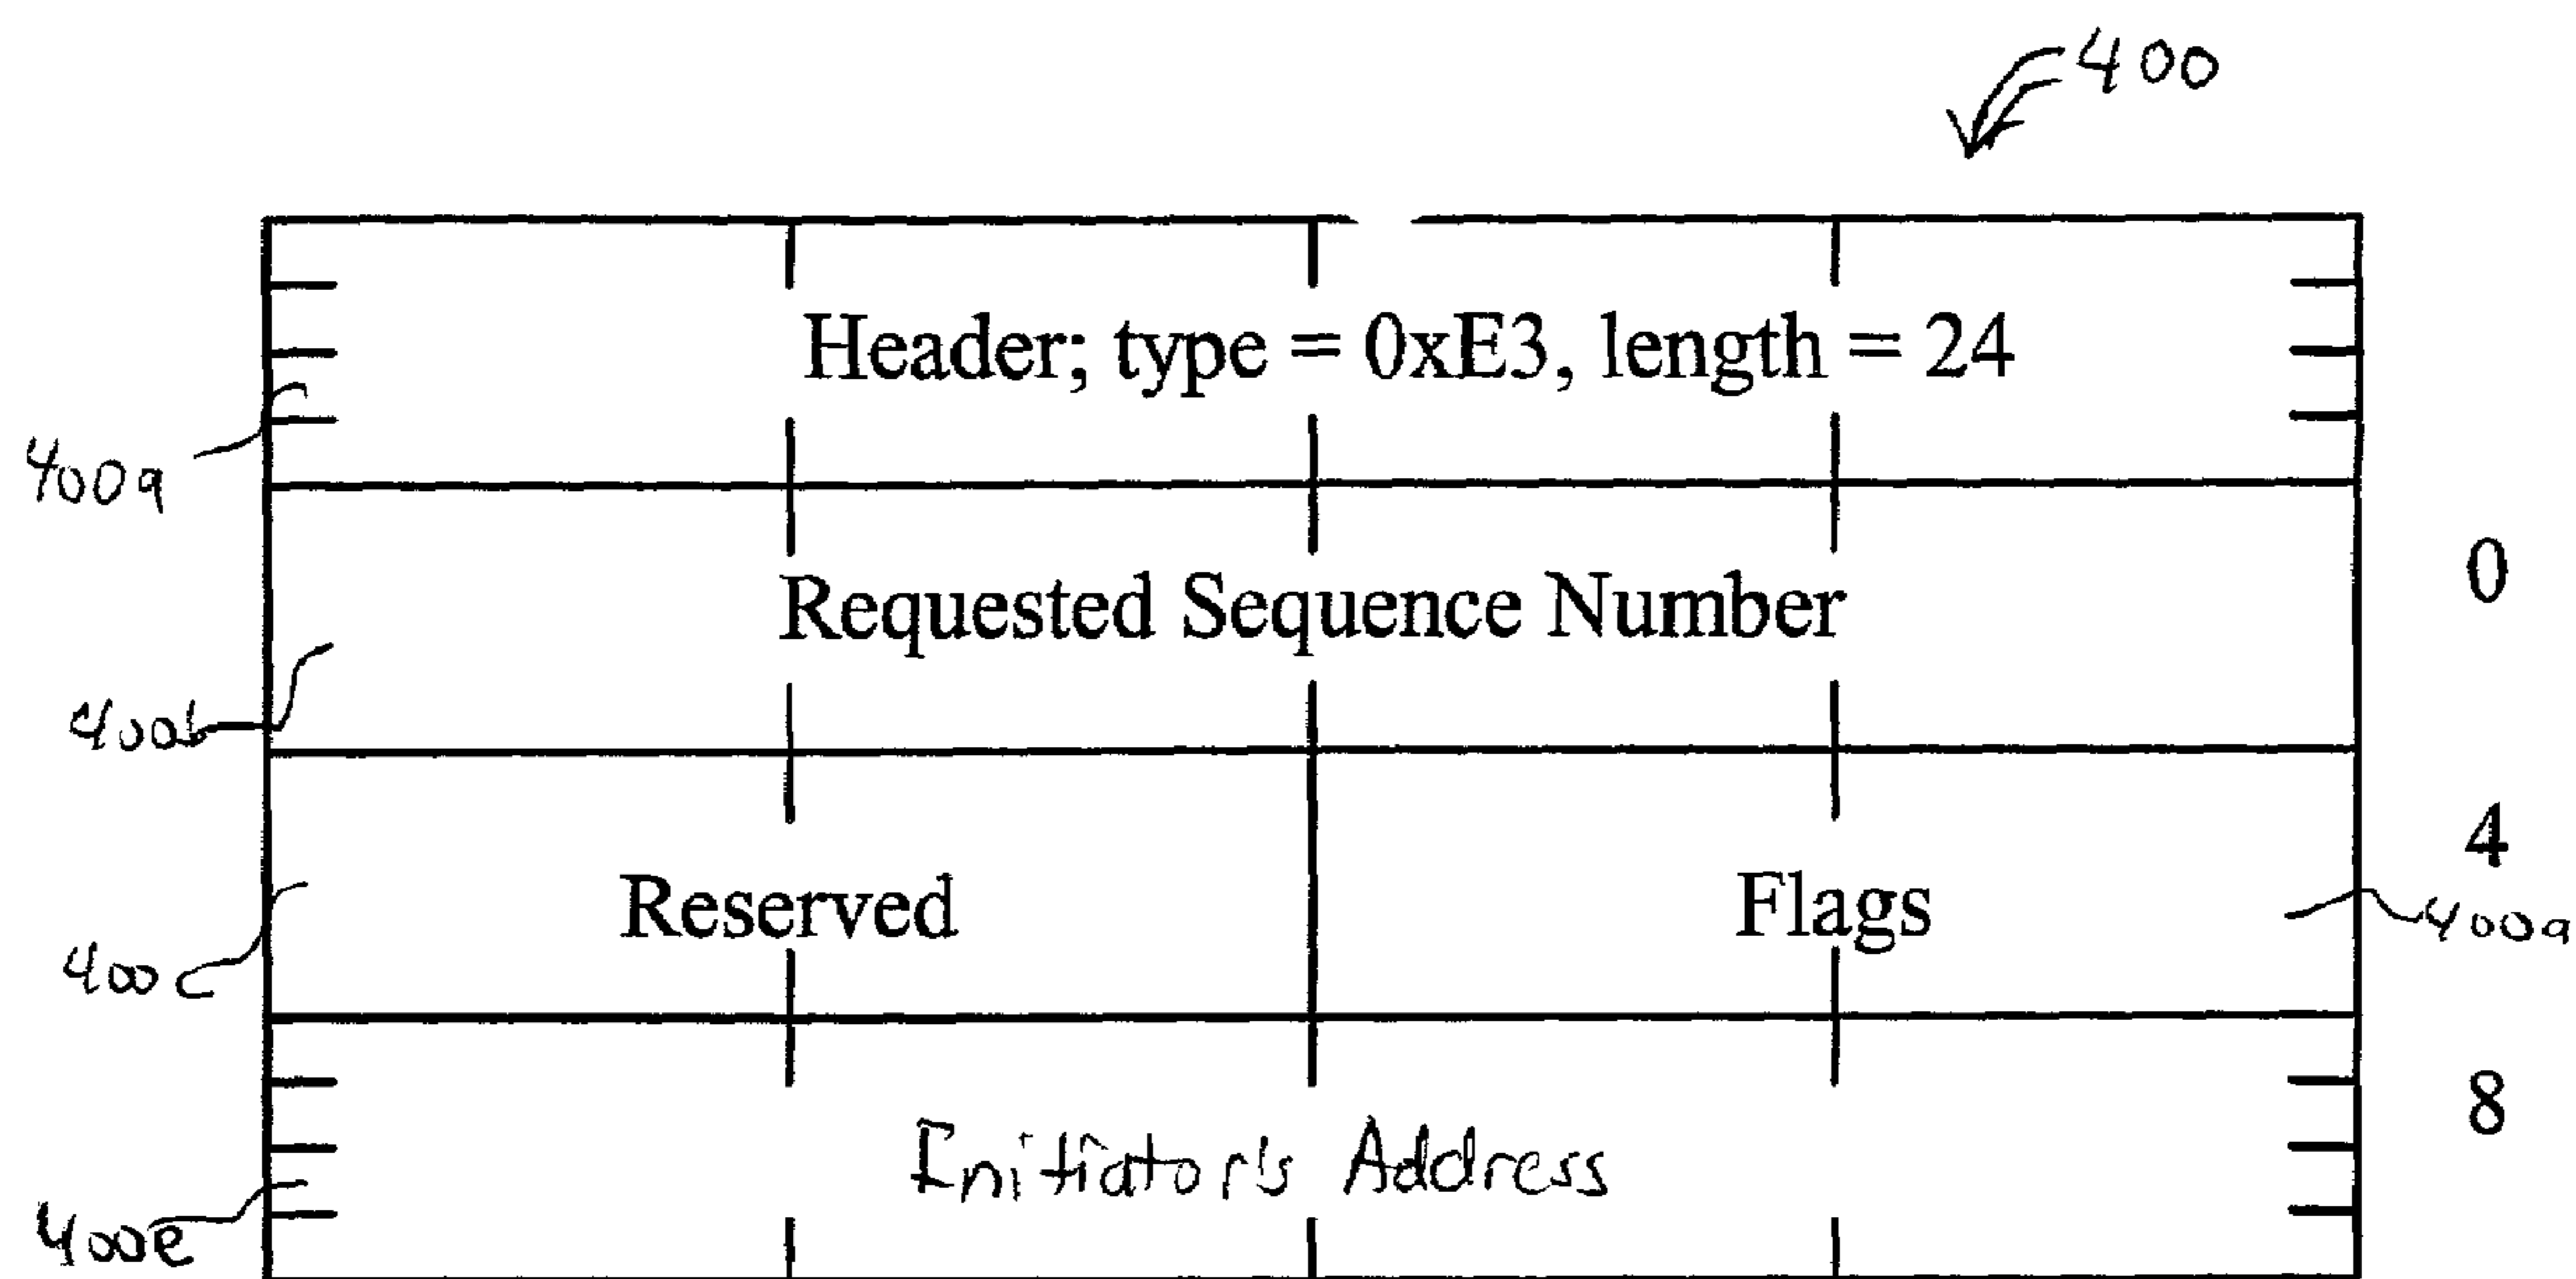 400
Header; type = 0xE3, length = 24
400a
Requested Sequence Number
0
400b
4
Reserved
Flags
400a
400c
8
Initiator's Address
400e